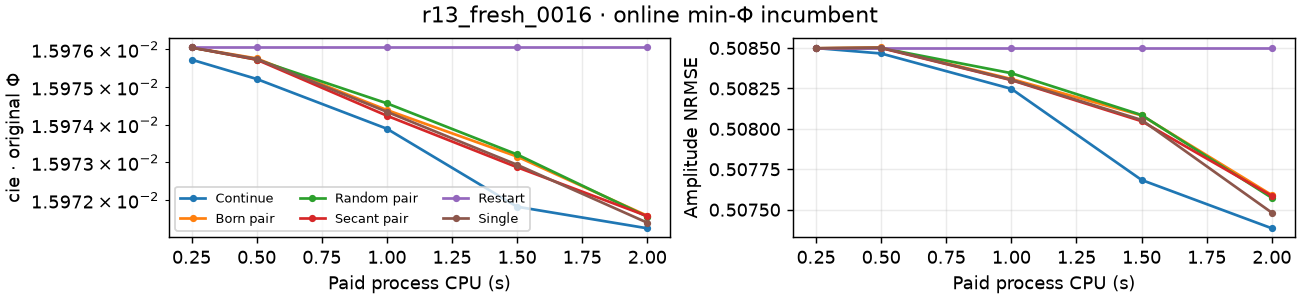 r13_fresh_0016 · online min-Φ incumbent
cie · original Φ
1.5976 × 10⁻²
1.5975 × 10⁻²
1.5974 × 10⁻²
1.5973 × 10⁻²
1.5972 × 10⁻²
Continue
Born pair
Random pair
Secant pair
Restart
Single
0.25 0.50 0.75 1.00 1.25 1.50 1.75 2.00
Paid process CPU (s)
Amplitude NRMSE
0.50850
0.50825
0.50800
0.50775
0.50750
0.25 0.50 0.75 1.00 1.25 1.50 1.75 2.00
Paid process CPU (s)